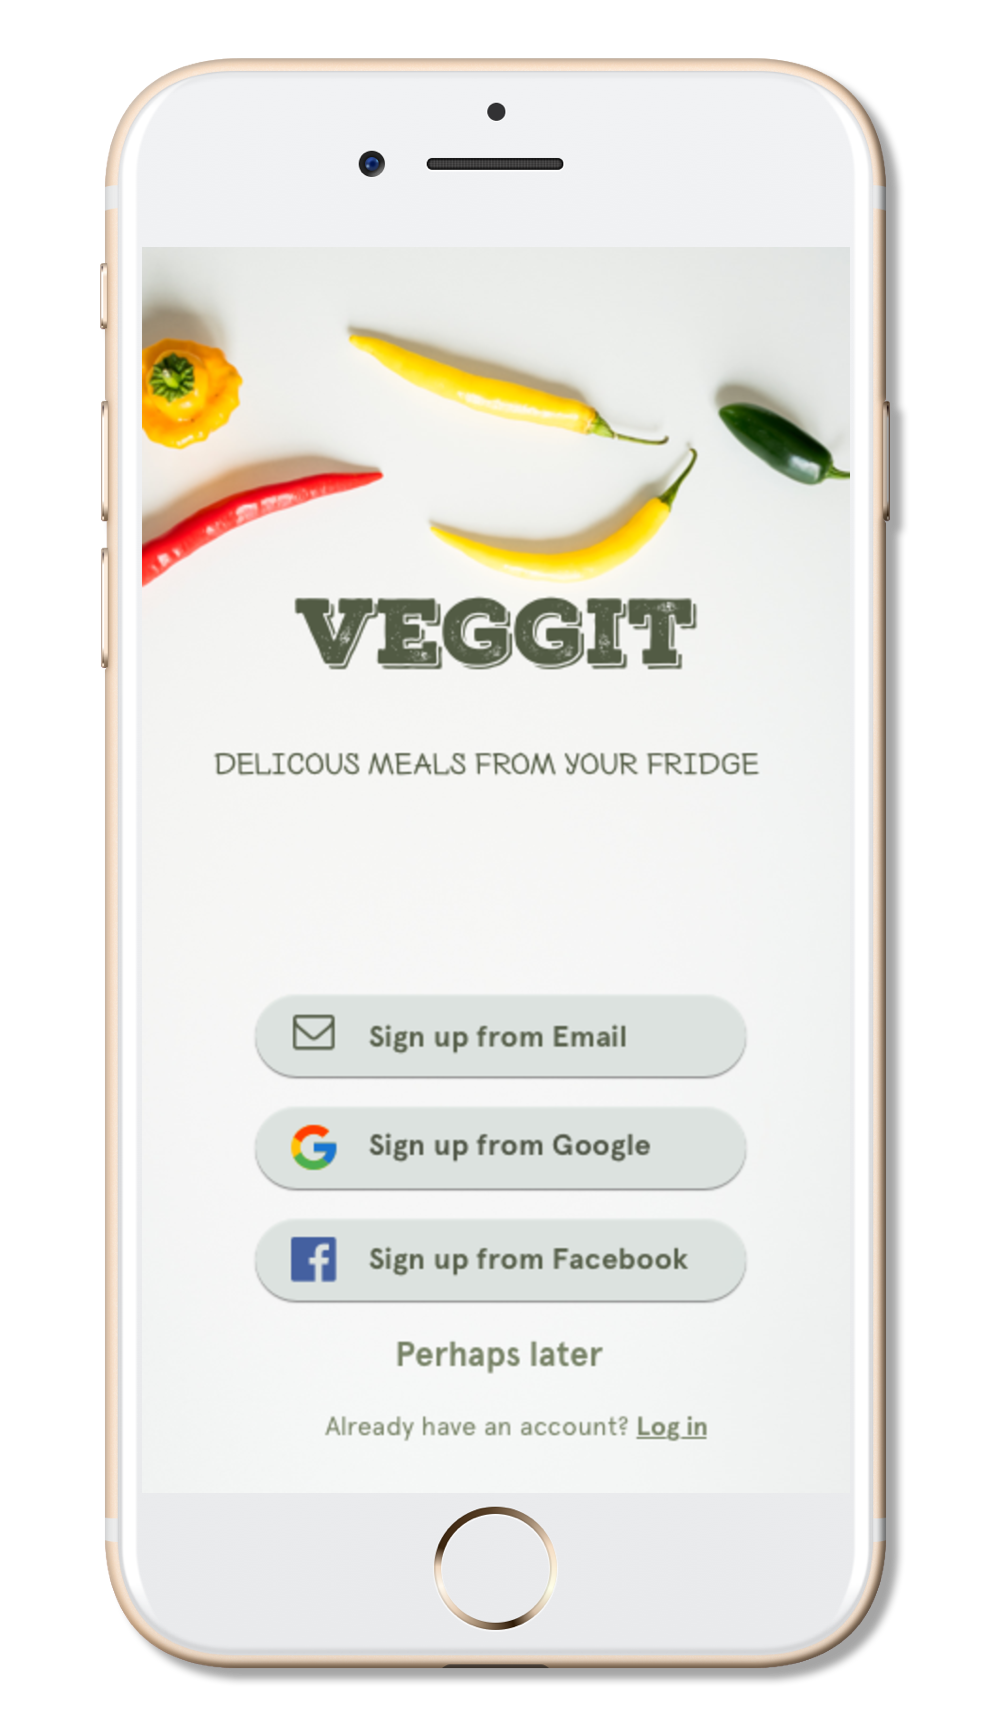 VEGGIT
DELICOUS MEALS FROM YOUR FRIDGE
Sign up from Email
Sign up from Google
Sign up from Facebook
Perhaps later
Already have an account? Log in